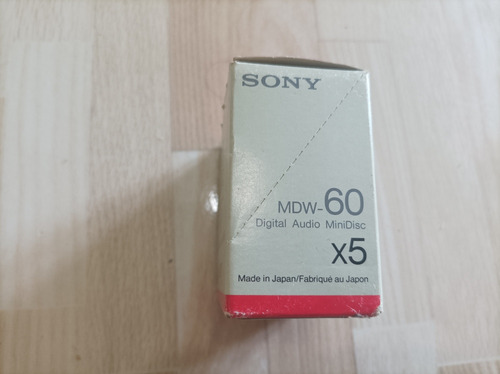 SONY
MDW-60
Digital Audio MiniDisc
X5
Made in Japan/Fabriqué au Japon